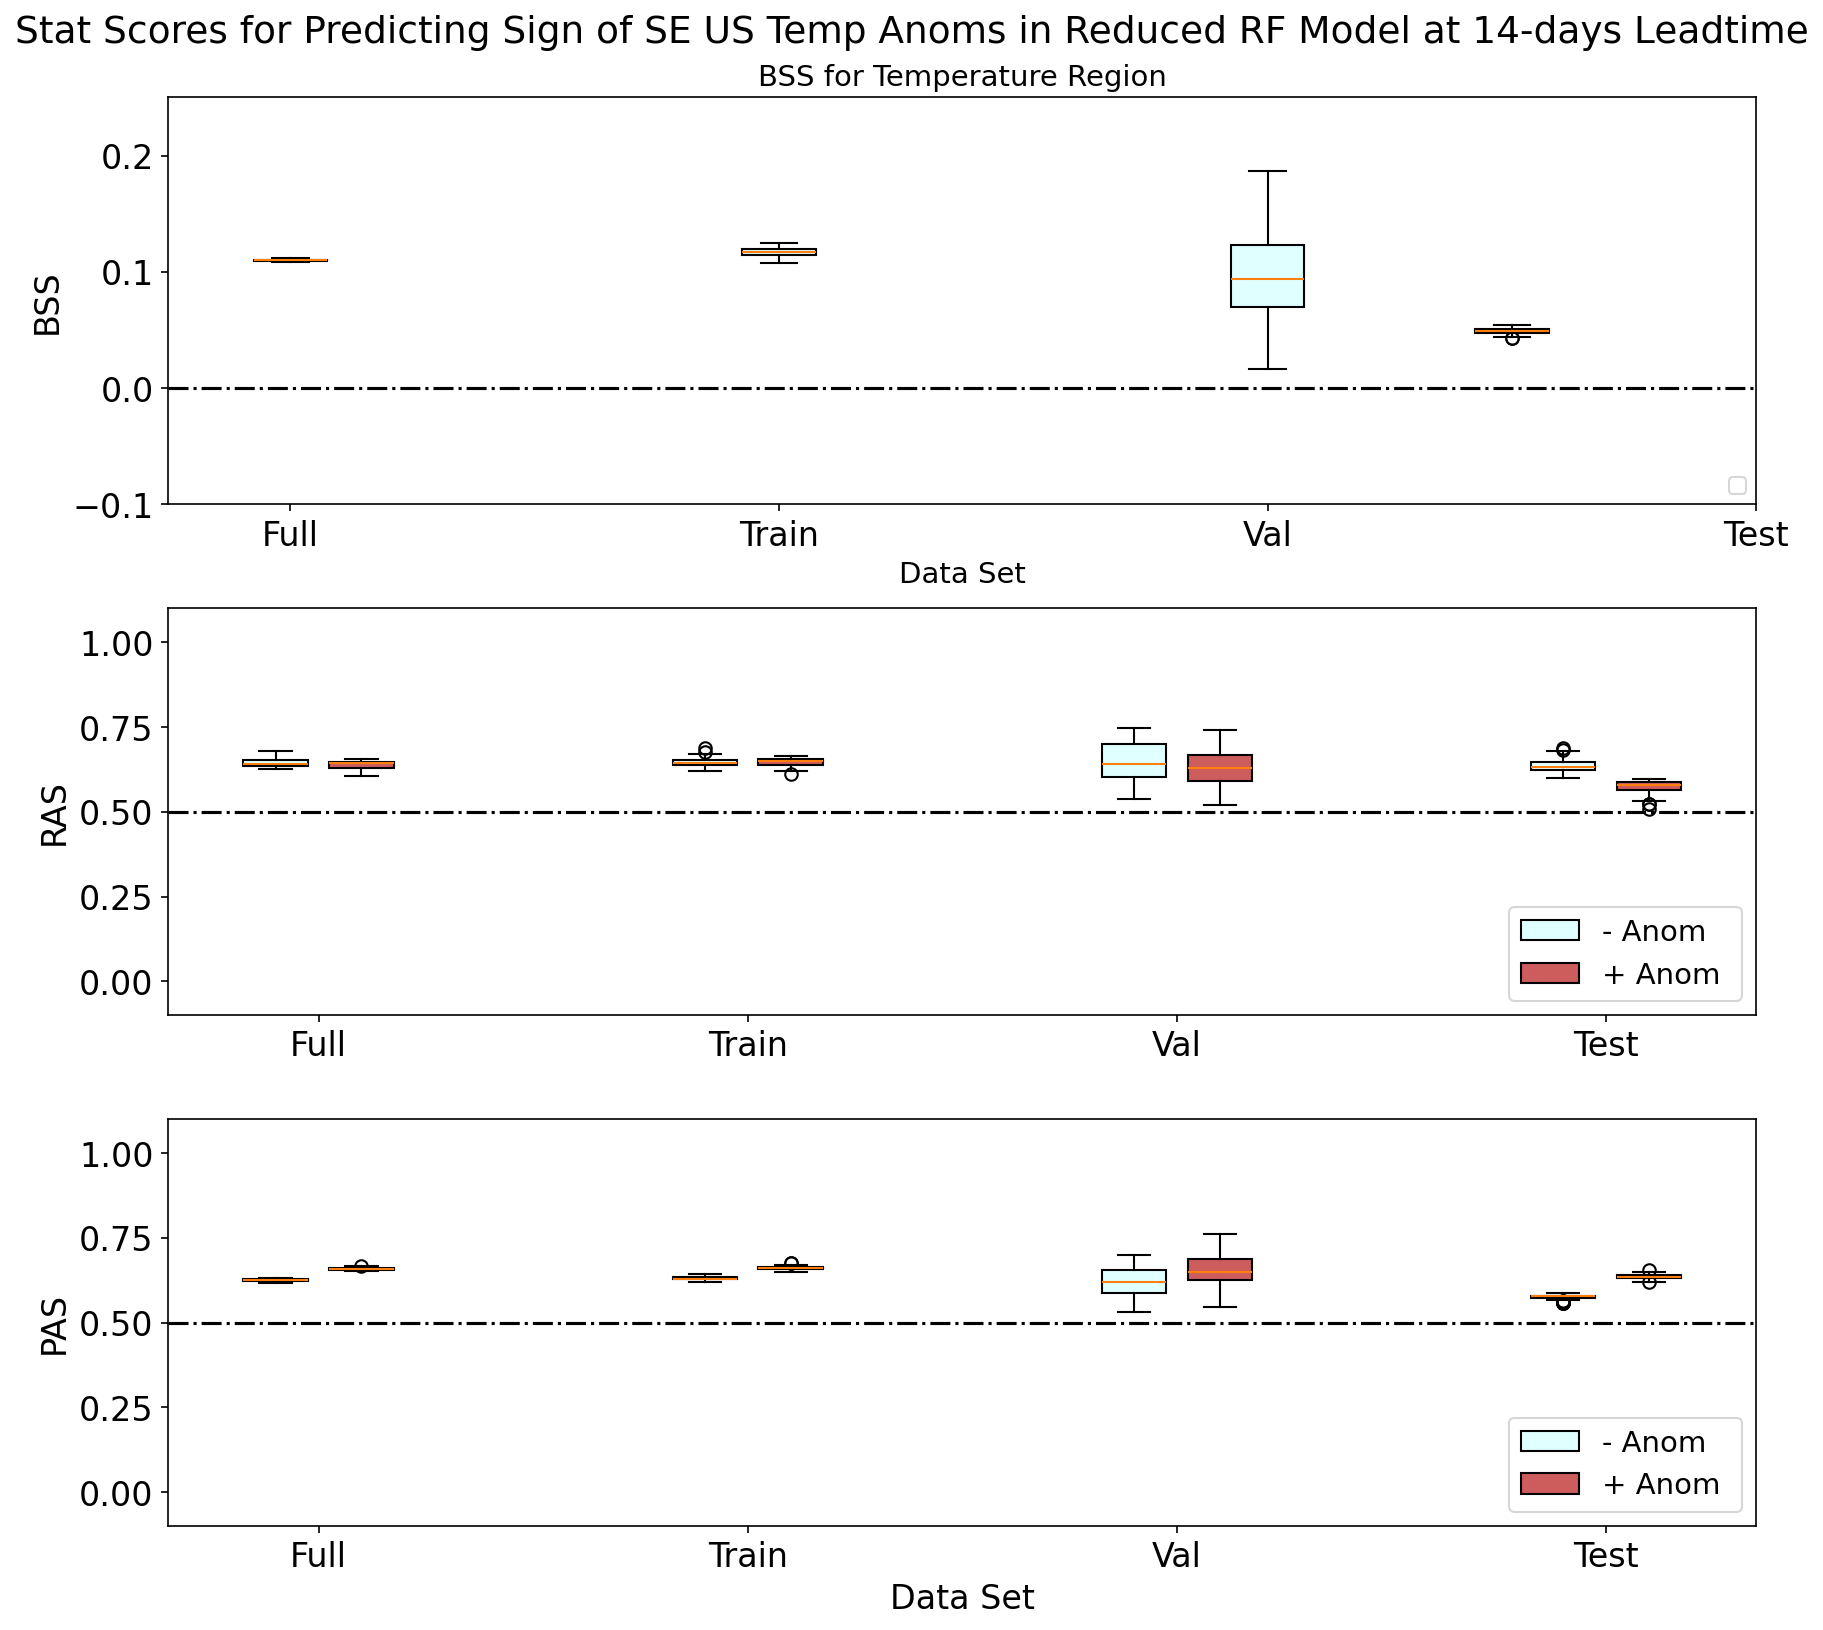 Stat Scores for Predicting Sign of SE US Temp Anoms in Reduced RF Model at 14-days Leadtime
BSS for Temperature Region
BSS
0.2
0.1
0.0
−0.1
Full Train Val Test
Data Set
RAS
1.00
0.75
0.50
0.25
0.00
- Anom
+ Anom
Full Train Val Test
PAS
1.00
0.75
0.50
0.25
0.00
- Anom
+ Anom
Full Train Val Test
Data Set